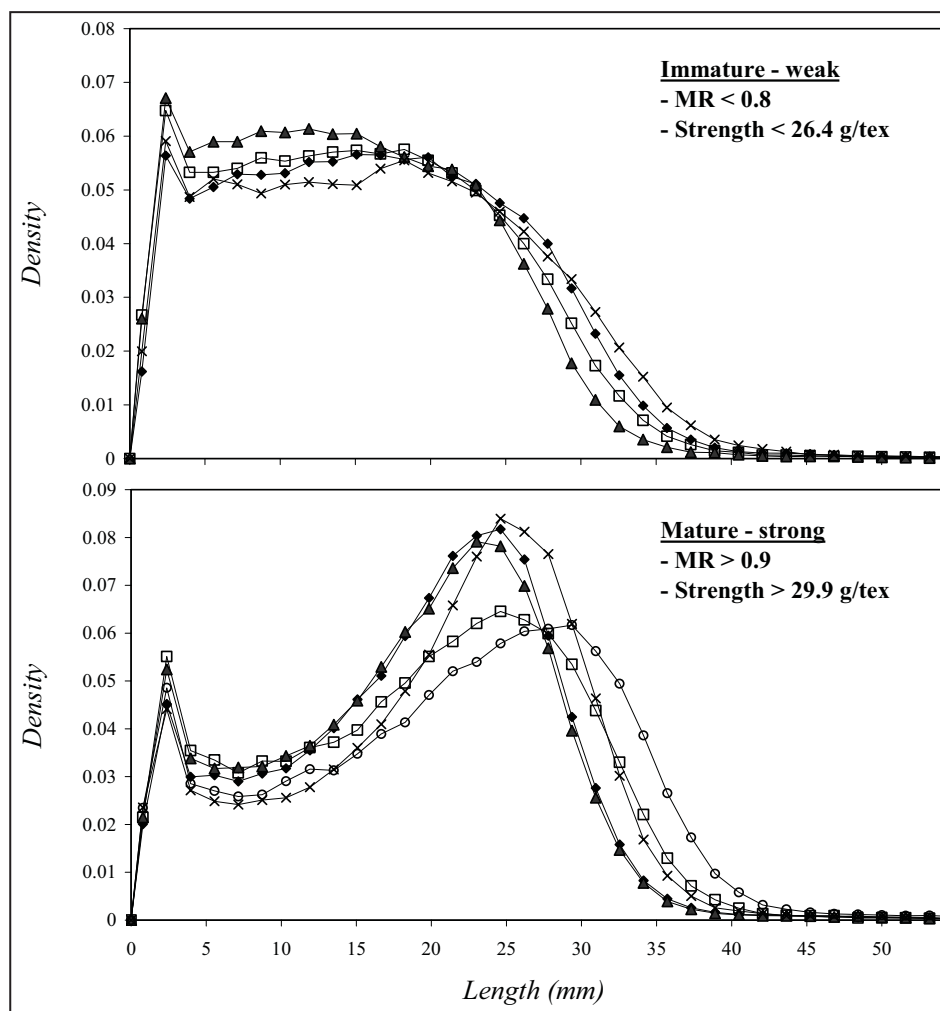 0.08
0.07
0.06
0.05
0.04
0.03
0.02
0.01
0
Density
Immature - weak
- MR < 0.8
- Strength < 26.4 g/tex
0.09
0.08
0.07
0.06
0.05
0.04
0.03
0.02
0.01
0
Density
Mature - strong
- MR > 0.9
- Strength > 29.9 g/tex
0 5 10 15 20 25 30 35 40 45 50
Length (mm)